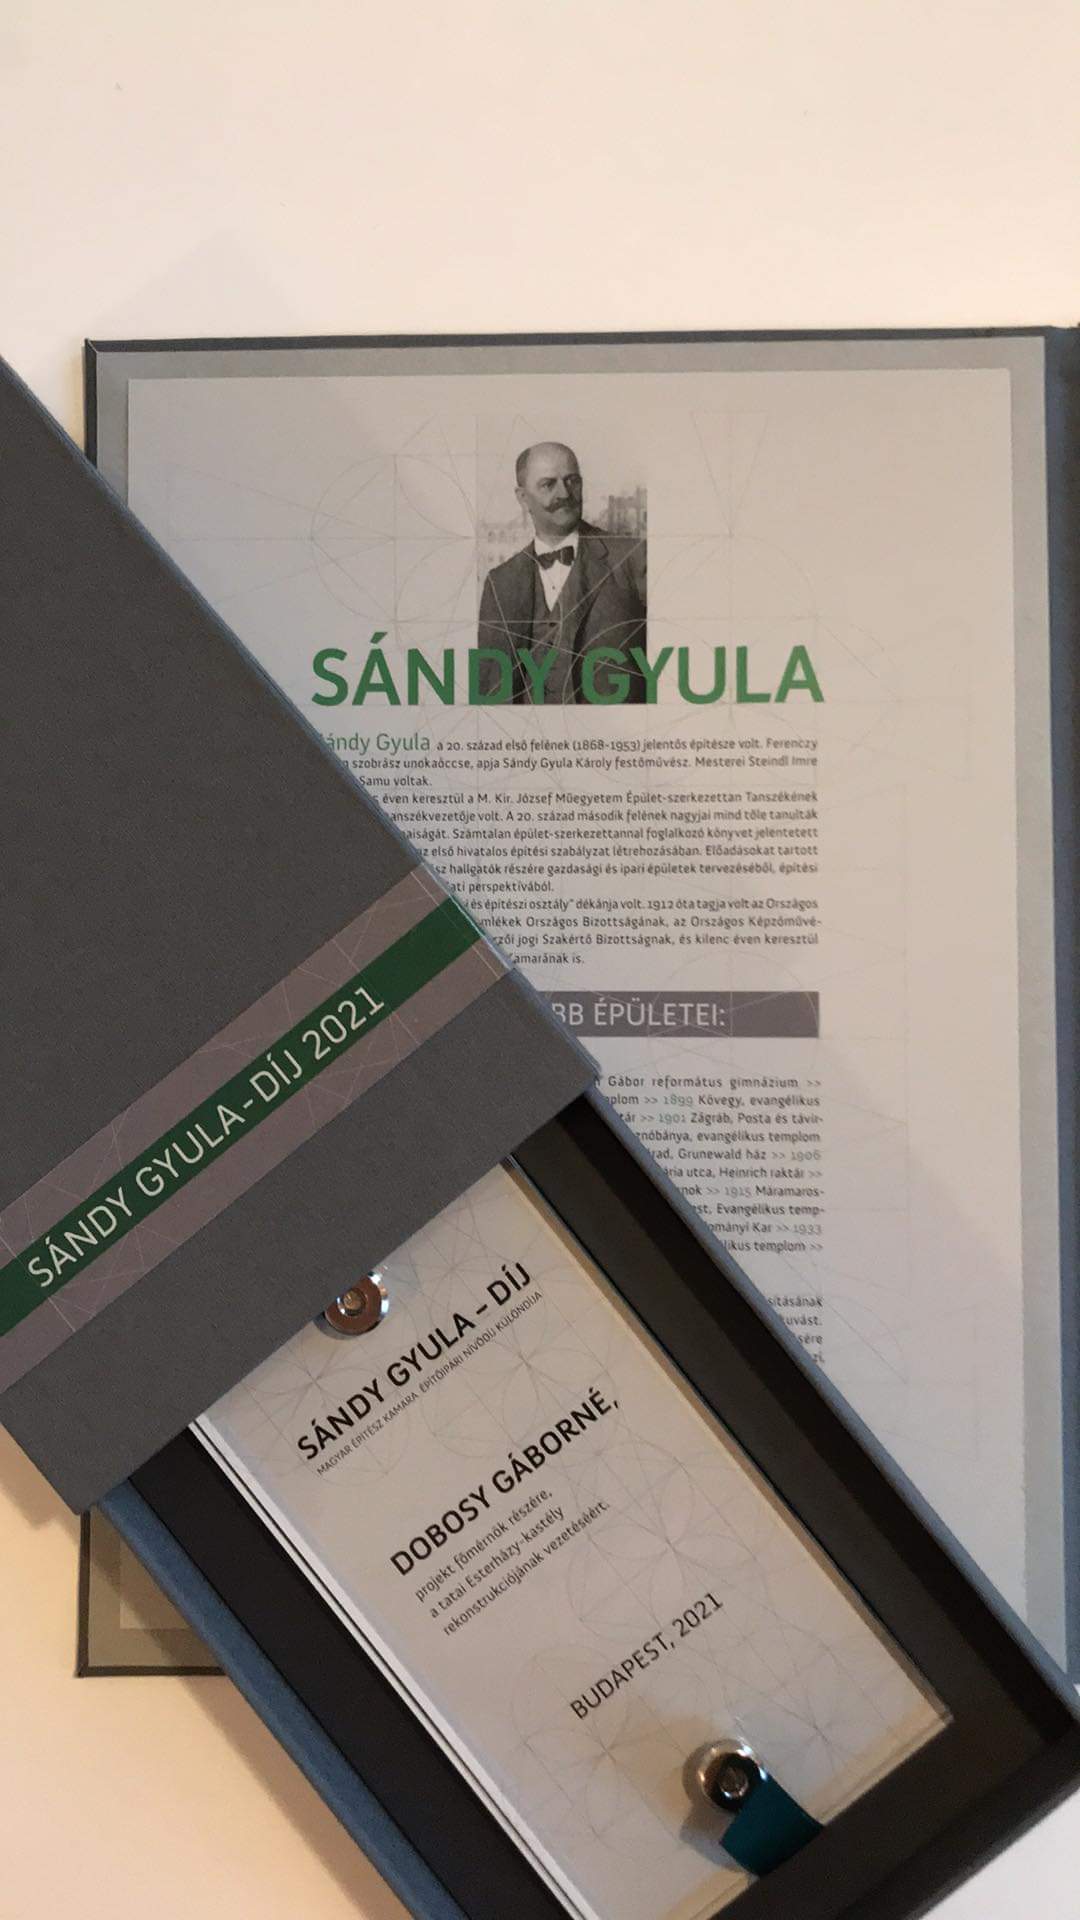 SÁNDY GYULA
Sándy Gyula a 20. század első felének (1868-1953) jelentős építésze volt. Ferenczy
szobrász unokaöccse, apja Sándy Gyula Károly festőművész. Mesterei Steindl Imre
Samu voltak.
éven keresztül a M. Kir. József Műegyetem Épület-szerkezettan Tanszékének
tanszékvezetője volt. A 20. század második felének nagyjai mind tőle tanulták
Számtalan épület-szerkezettannal foglalkozó könyvet jelentetett
az első hivatalos építési szabályzat létrehozásában. Előadásokat tartott
hallgatók részére gazdasági és ipari épületek tervezéséből, építési
perspektívából.
és építészi osztály" dékánja volt. 1912 óta tagja volt az Országos
Országos Bizottságának, az Országos Képzőművé-
jogi Szakértő Bizottságnak, és kilenc éven keresztül
Kamarának is.
BB ÉPÜLETEI:
Gábor református gimnázium >>
>> 1899 Kövegy, evangélikus
>> 1901 Zágráb, Posta és távír-
evangélikus templom
Grunewald ház >> 1906
utca, Heinrich raktár >>
>> 1915 Máramaros-
Evangélikus temp-
Kar >> 1933
templom >>
SÁNDY GYULA-DÍJ 2021
SÁNDY GYULA – DÍJ
MAGYAR ÉPÍTÉSZ KAMARA ÉPÍTŐIPARI NÍVÓDÍJ KÜLÖNDÍJA
DOBOSY GÁBORNÉ,
projekt főmérnök részére,
a tatai Esterházy-kastély
rekonstrukciójának vezetéséért.
BUDAPEST, 2021